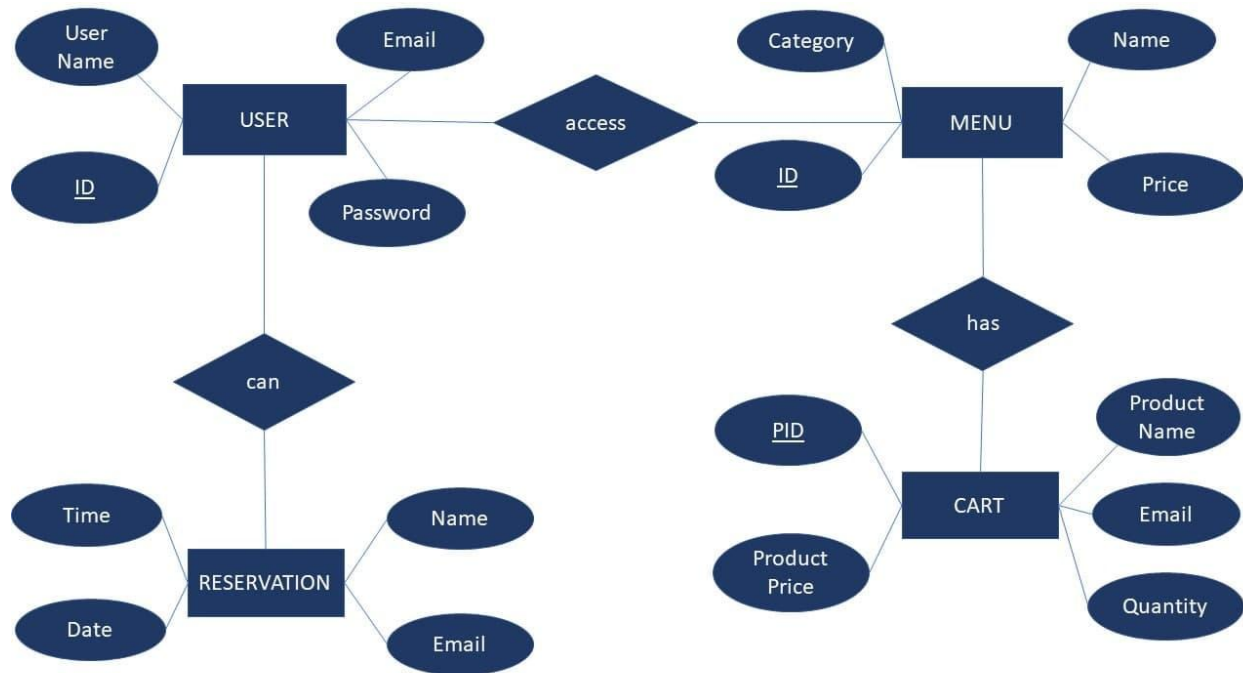 User
Name
Email
Category
Name
USER
access
MENU
ID
Password
ID
Price
can
has
PID
Product
Name
Time
Name
CART
Email
RESERVATION
Product
Price
Date
Email
Quantity